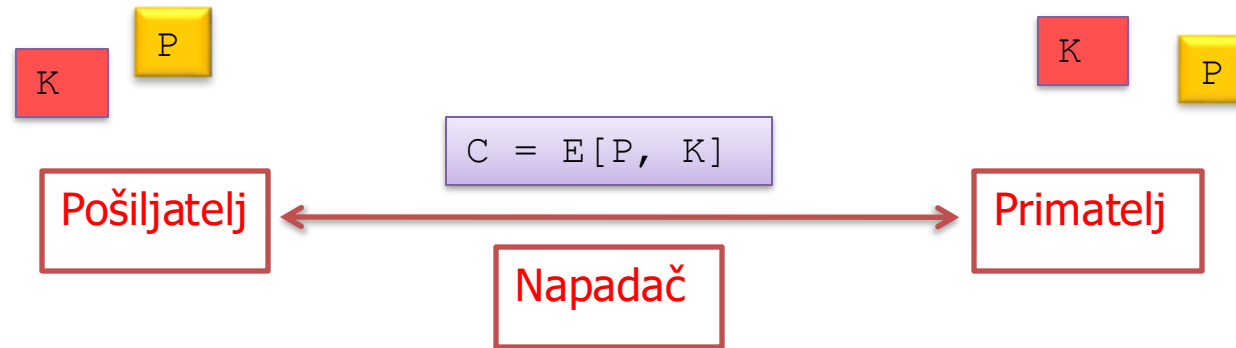 P
K
K
P
C = E[P, K]
Pošiljatelj
Primatelj
Napadač